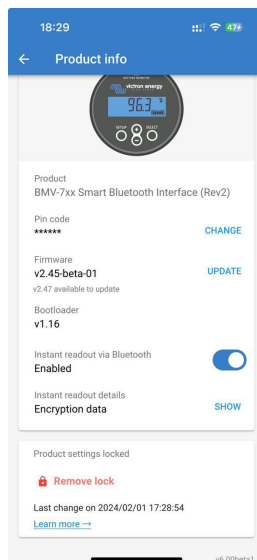 18:29
47
Product info
victron energy
96.3
SETUP
SELECT
Product
BMV-7xx Smart Bluetooth Interface (Rev2)
Pin code
******
CHANGE
Firmware
v2.45-beta-01
UPDATE
v2.47 available to update
Bootloader
v1.16
Instant readout via Bluetooth
Enabled
Instant readout details
Encryption data
SHOW
Product settings locked
Remove lock
Last change on 2024/02/01 17:28:54
Learn more →
v6.00beta1